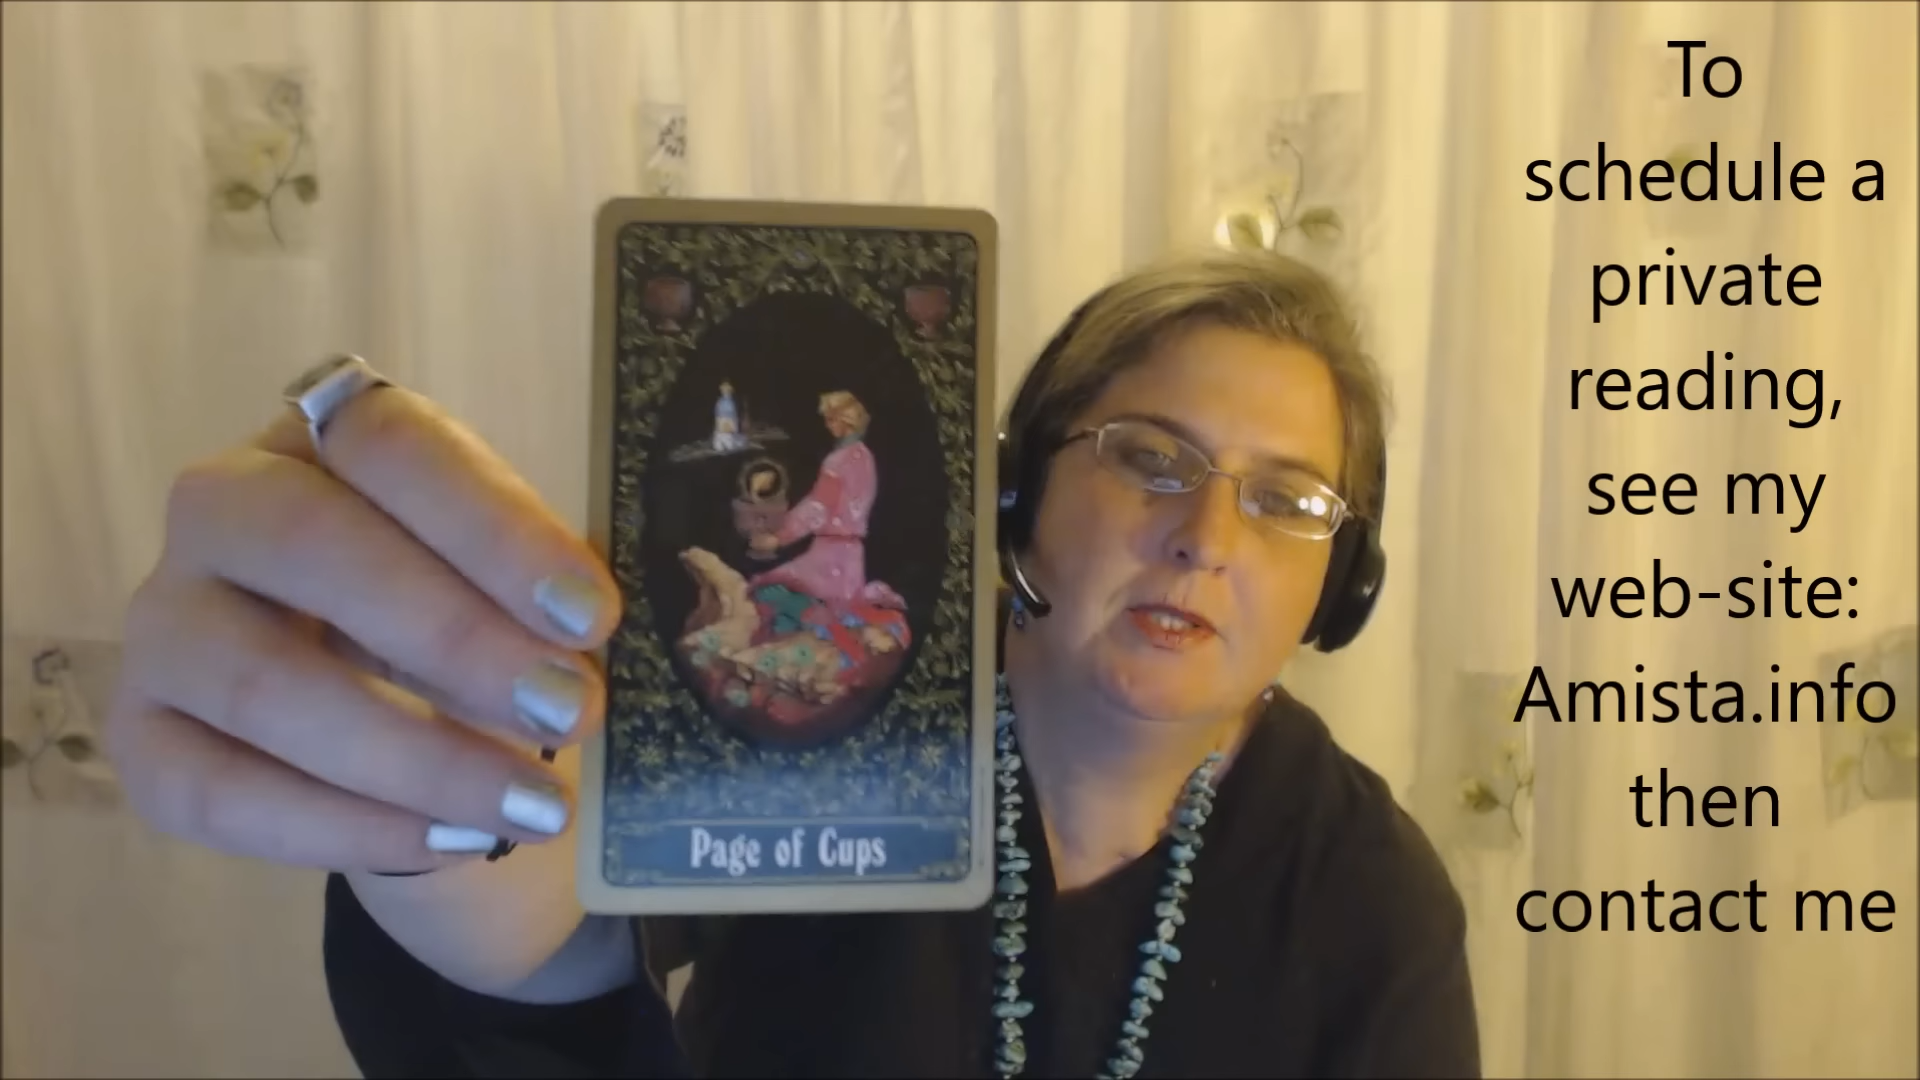 Page of Cups
To
schedule a
private
reading,
see my
web-site:
Amista.info
then
contact me